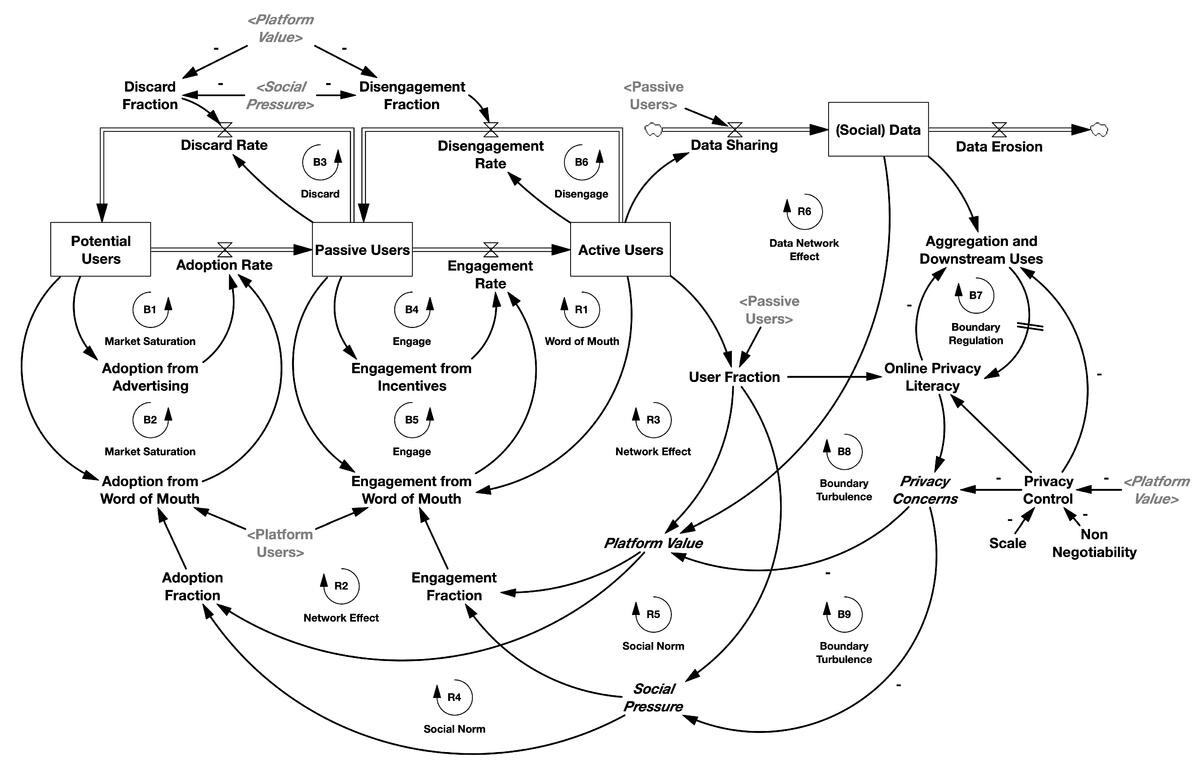 <Platform
Value>
-
-
Discard
Fraction
-
<Social
Pressure>
-
Disengagement
Fraction
<Passive
Users>
(Social) Data
Discard Rate
Disengagement
Rate
Data Sharing
Data Erosion
B3
Discard
B6
Disengage
R6
Data Network
Effect
Potential
Users
Passive Users
Active Users
Adoption Rate
Engagement
Rate
Aggregation and
Downstream Uses
B1
Market Saturation
B4
Engage
R1
Word of Mouth
<Passive
Users>
-
B7
Boundary
Regulation
Adoption from
Advertising
Engagement from
Incentives
User Fraction
Online Privacy
Literacy
-
B2
Market Saturation
B5
Engage
R3
Network Effect
B8
Boundary
Turbulence
Adoption from
Word of Mouth
Engagement from
Word of Mouth
Privacy
Concerns
-
Privacy
Control
-
<Platform
Value>
<Platform
Users>
Platform Value
-
Scale
-
Non
Negotiability
Adoption
Fraction
R2
Network Effect
Engagement
Fraction
-
R5
Social Norm
B9
Boundary
Turbulence
R4
Social Norm
Social
Pressure
-